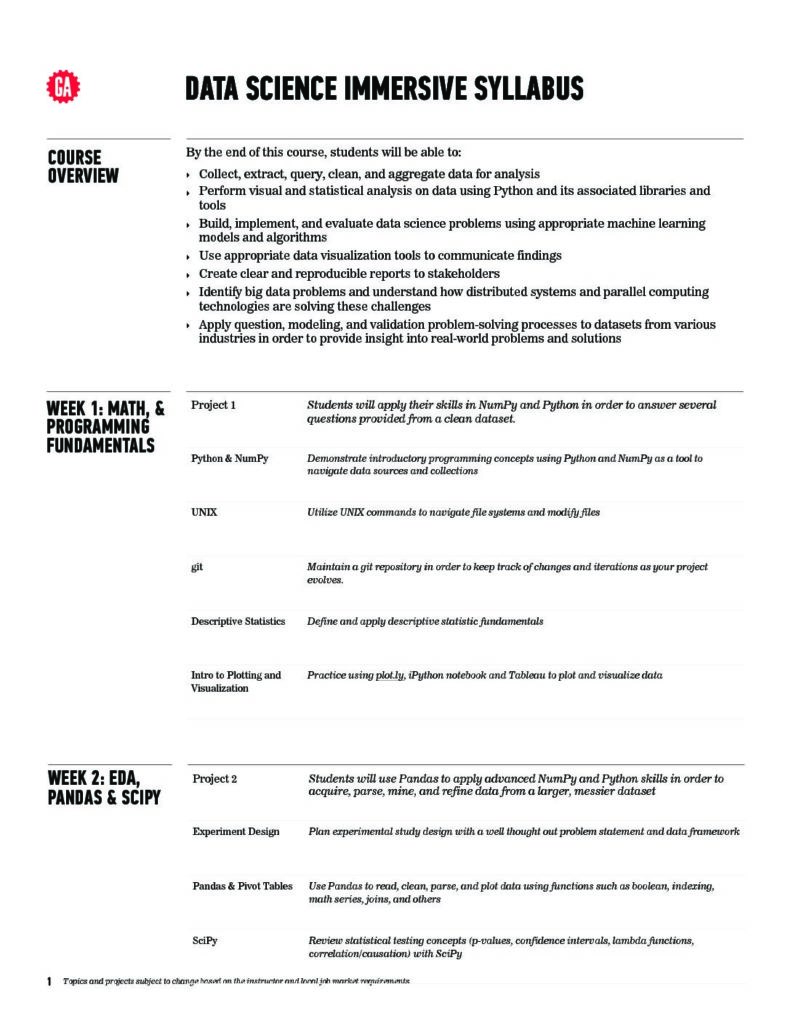 GA
DATA SCIENCE IMMERSIVE SYLLABUS
COURSE
OVERVIEW
By the end of this course, students will be able to:
Collect, extract, query, clean, and aggregate data for analysis
Perform visual and statistical analysis on data using Python and its associated libraries and
tools
Build, implement, and evaluate data science problems using appropriate machine learning
models and algorithms
Use appropriate data visualization tools to communicate findings
Create clear and reproducible reports to stakeholders
Identify big data problems and understand how distributed systems and parallel computing
technologies are solving these challenges
Apply question, modeling, and validation problem-solving processes to datasets from various
industries in order to provide insight into real-world problems and solutions
WEEK 1: MATH, &
PROGRAMMING
FUNDAMENTALS
Project 1
Students will apply their skills in NumPy and Python in order to answer several
questions provided from a clean dataset.
Python & NumPy
Demonstrate introductory programming concepts using Python and NumPy as a tool to
navigate data sources and collections
UNIX
Utilize UNIX commands to navigate file systems and modify files
git
Maintain a git repository in order to keep track of changes and iterations as your project
evolves.
Descriptive Statistics
Define and apply descriptive statistic fundamentals
Intro to Plotting and
Visualization
Practice using plot.ly, iPython notebook and Tableau to plot and visualize data
WEEK 2: EDA,
PANDAS & SCIPY
Project 2
Students will use Pandas to apply advanced NumPy and Python skills in order to
acquire, parse, mine, and refine data from a larger, messier dataset
Experiment Design
Plan experimental study design with a well thought out problem statement and data framework
Pandas & Pivot Tables
Use Pandas to read, clean, parse, and plot data using functions such as boolean, indexing,
math series, joins, and others
SciPy
Review statistical testing concepts (p-values, confidence intervals, lambda functions,
correlation/causation) with SciPy
1 Topics and projects subject to change based on the instructor and local job market requirements.